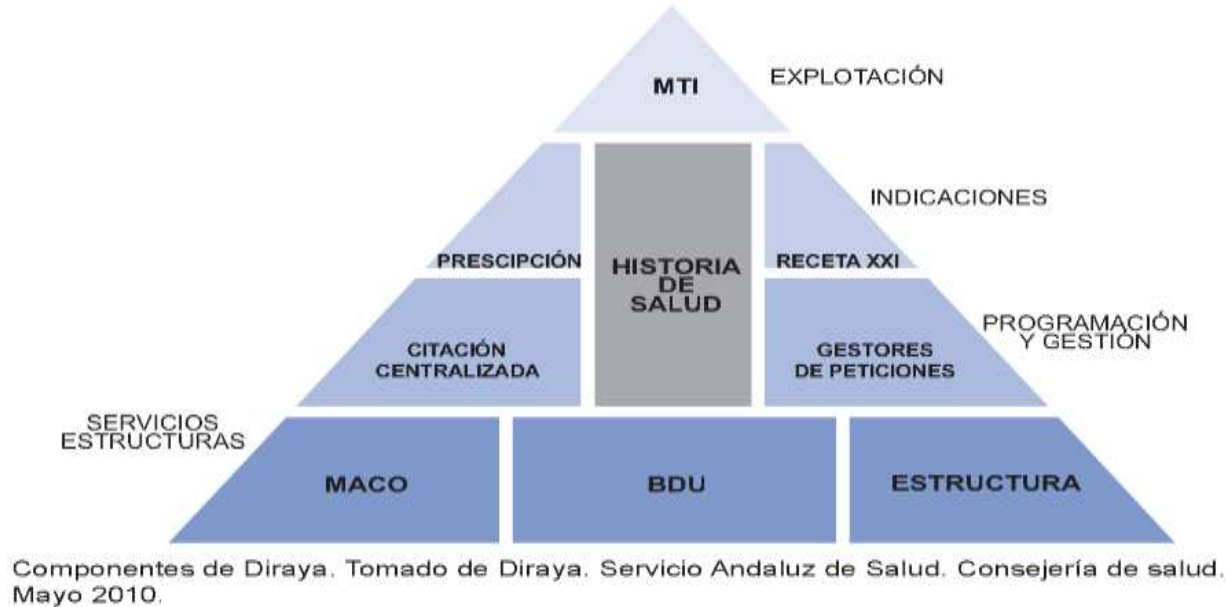 MTI
EXPLOTACIÓN
INDICACIONES
PRESCIPCIÓN
HISTORIA
DE
SALUD
RECETA XXI
CITACIÓN
CENTRALIZADA
GESTORES
DE PETICIONES
PROGRAMACIÓN
Y GESTIÓN
SERVICIOS
ESTRUCTURAS
MACO
BDU
ESTRUCTURA
Componentes de Diraya. Tomado de Diraya. Servicio Andaluz de Salud. Consejería de salud.
Mayo 2010.